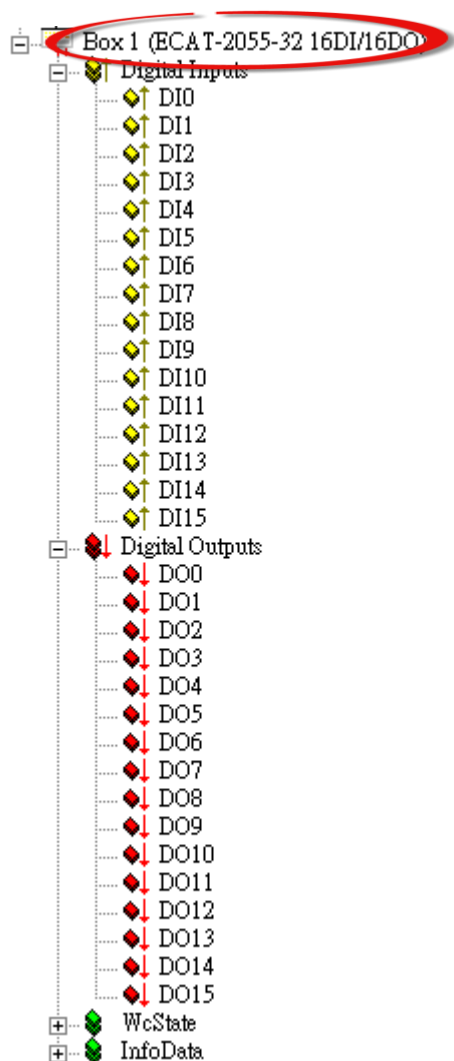 Box 1 (ECAT-2055-32 16DI/16DO)
Digital Inputs
DI0
DI1
DI2
DI3
DI4
DI5
DI6
DI7
DI8
DI9
DI10
DI11
DI12
DI13
DI14
DI15
Digital Outputs
DO0
DO1
DO2
DO3
DO4
DO5
DO6
DO7
DO8
DO9
DO10
DO11
DO12
DO13
DO14
DO15
WcState
InfoData